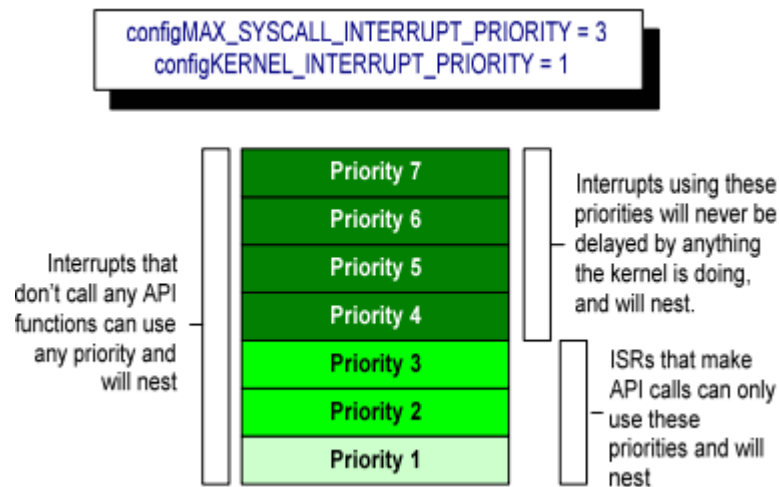 configMAX_SYSCALL_INTERRUPT_PRIORITY = 3
configKERNEL_INTERRUPT_PRIORITY = 1
Interrupts that
don't call any API
functions can use
any priority and
will nest
Priority 7
Priority 6
Priority 5
Priority 4
Priority 3
Priority 2
Priority 1
Interrupts using these
priorities will never be
delayed by anything
the kernel is doing,
and will nest.
ISRs that make
API calls can only
use these
priorities and will
nest